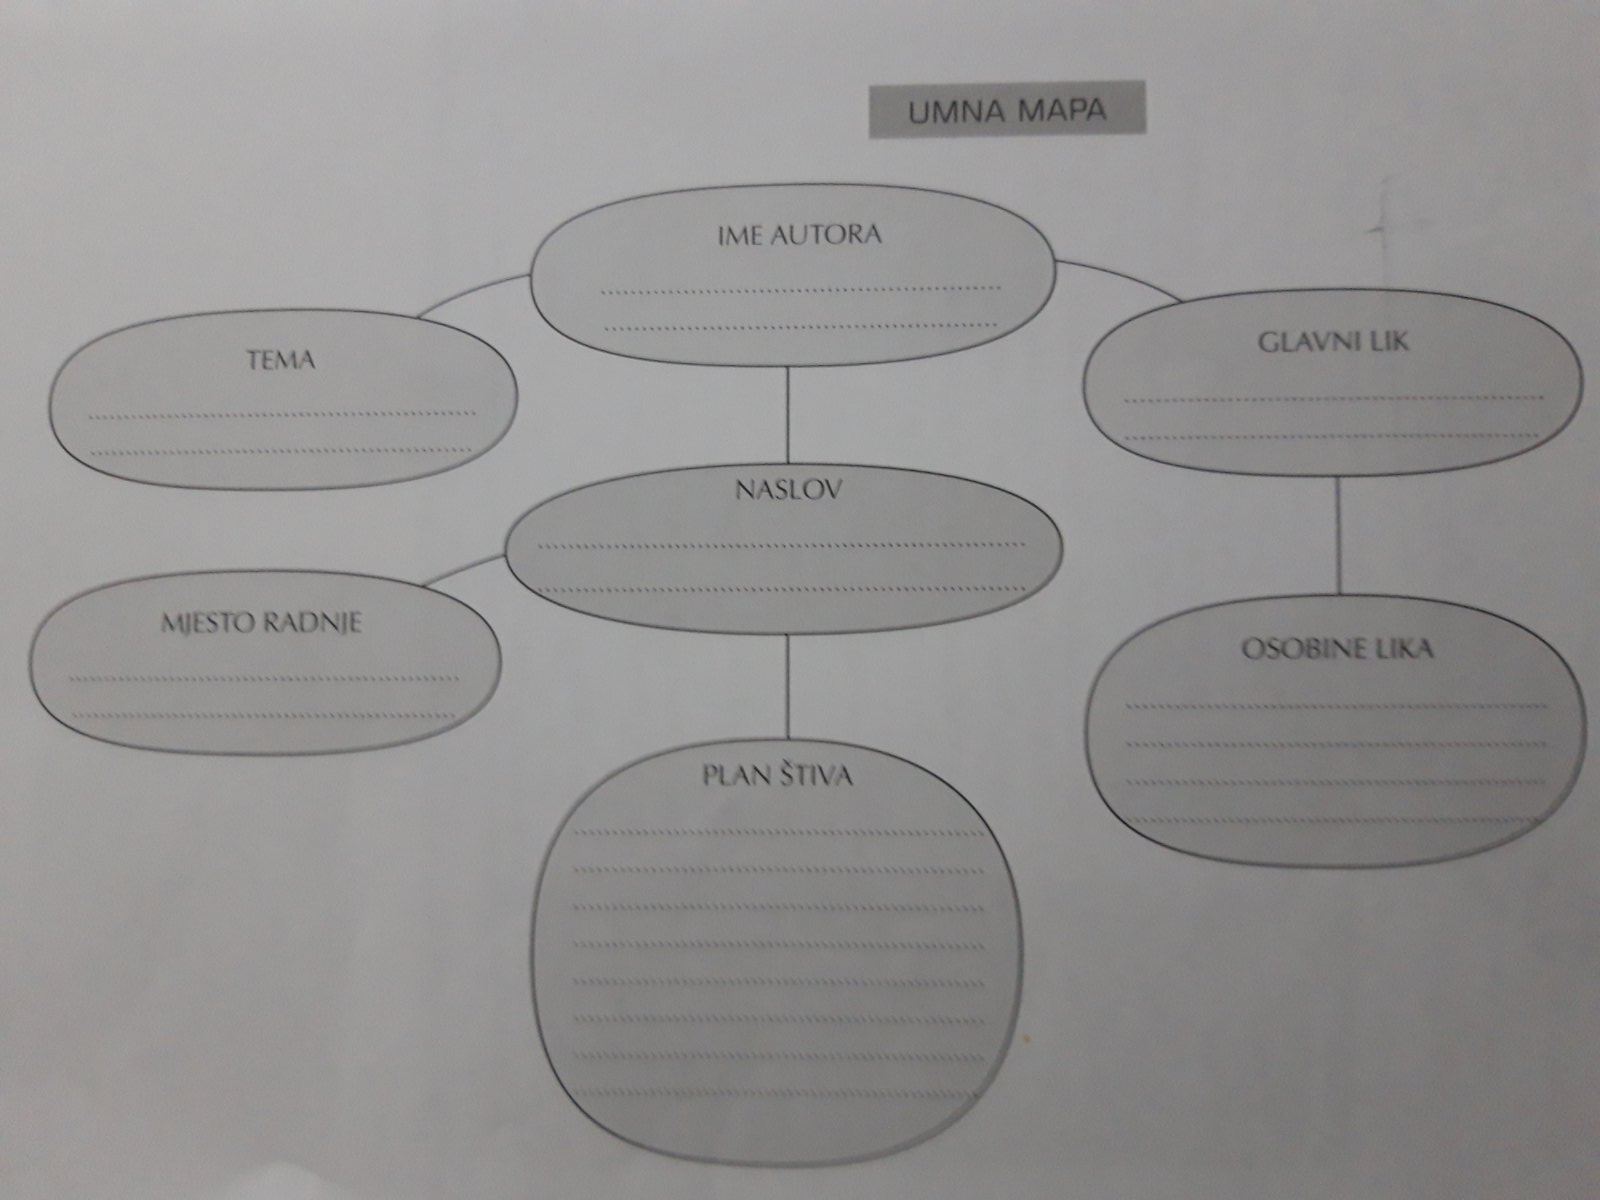 UMNA MAPA
IME AUTORA
TEMA
GLAVNI LIK
NASLOV
MJESTO RADNJE
OSOBINE LIKA
PLAN ŠTIVA